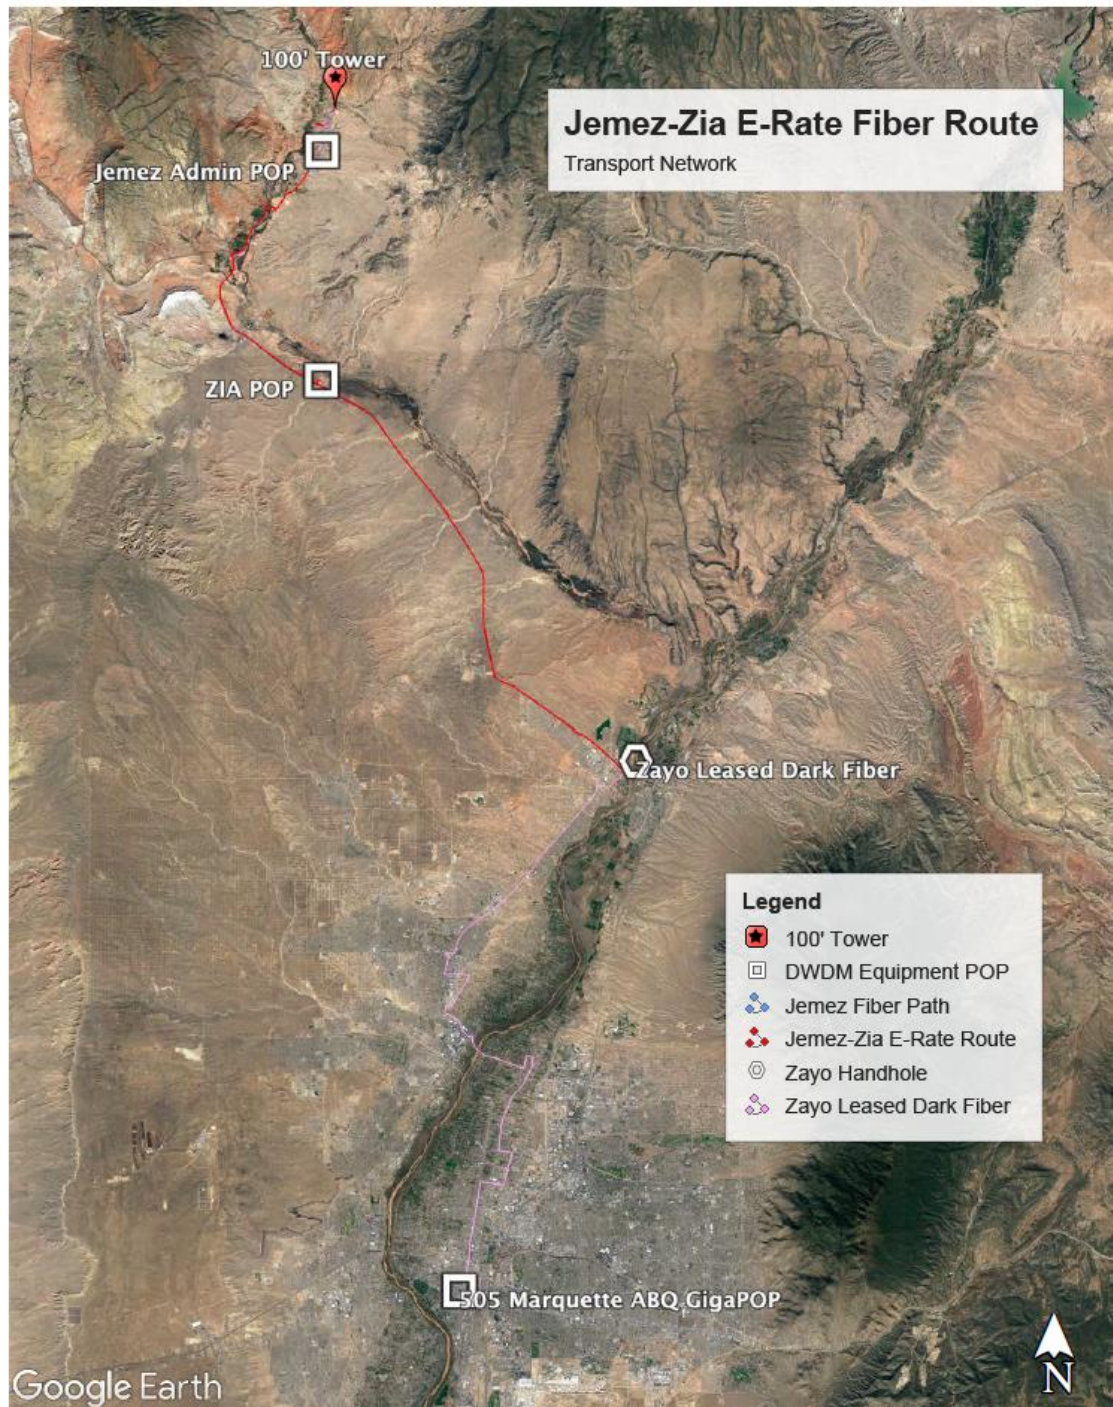 100' Tower
Jemez-Zia E-Rate Fiber Route
Transport Network
Jemez Admin POP
ZIA POP
Zayo Leased Dark Fiber
Legend
100' Tower
DWDM Equipment POP
Jemez Fiber Path
Jemez-Zia E-Rate Route
Zayo Handhole
Zayo Leased Dark Fiber
505 Marquette ABQ GigaPOP
Google Earth
N